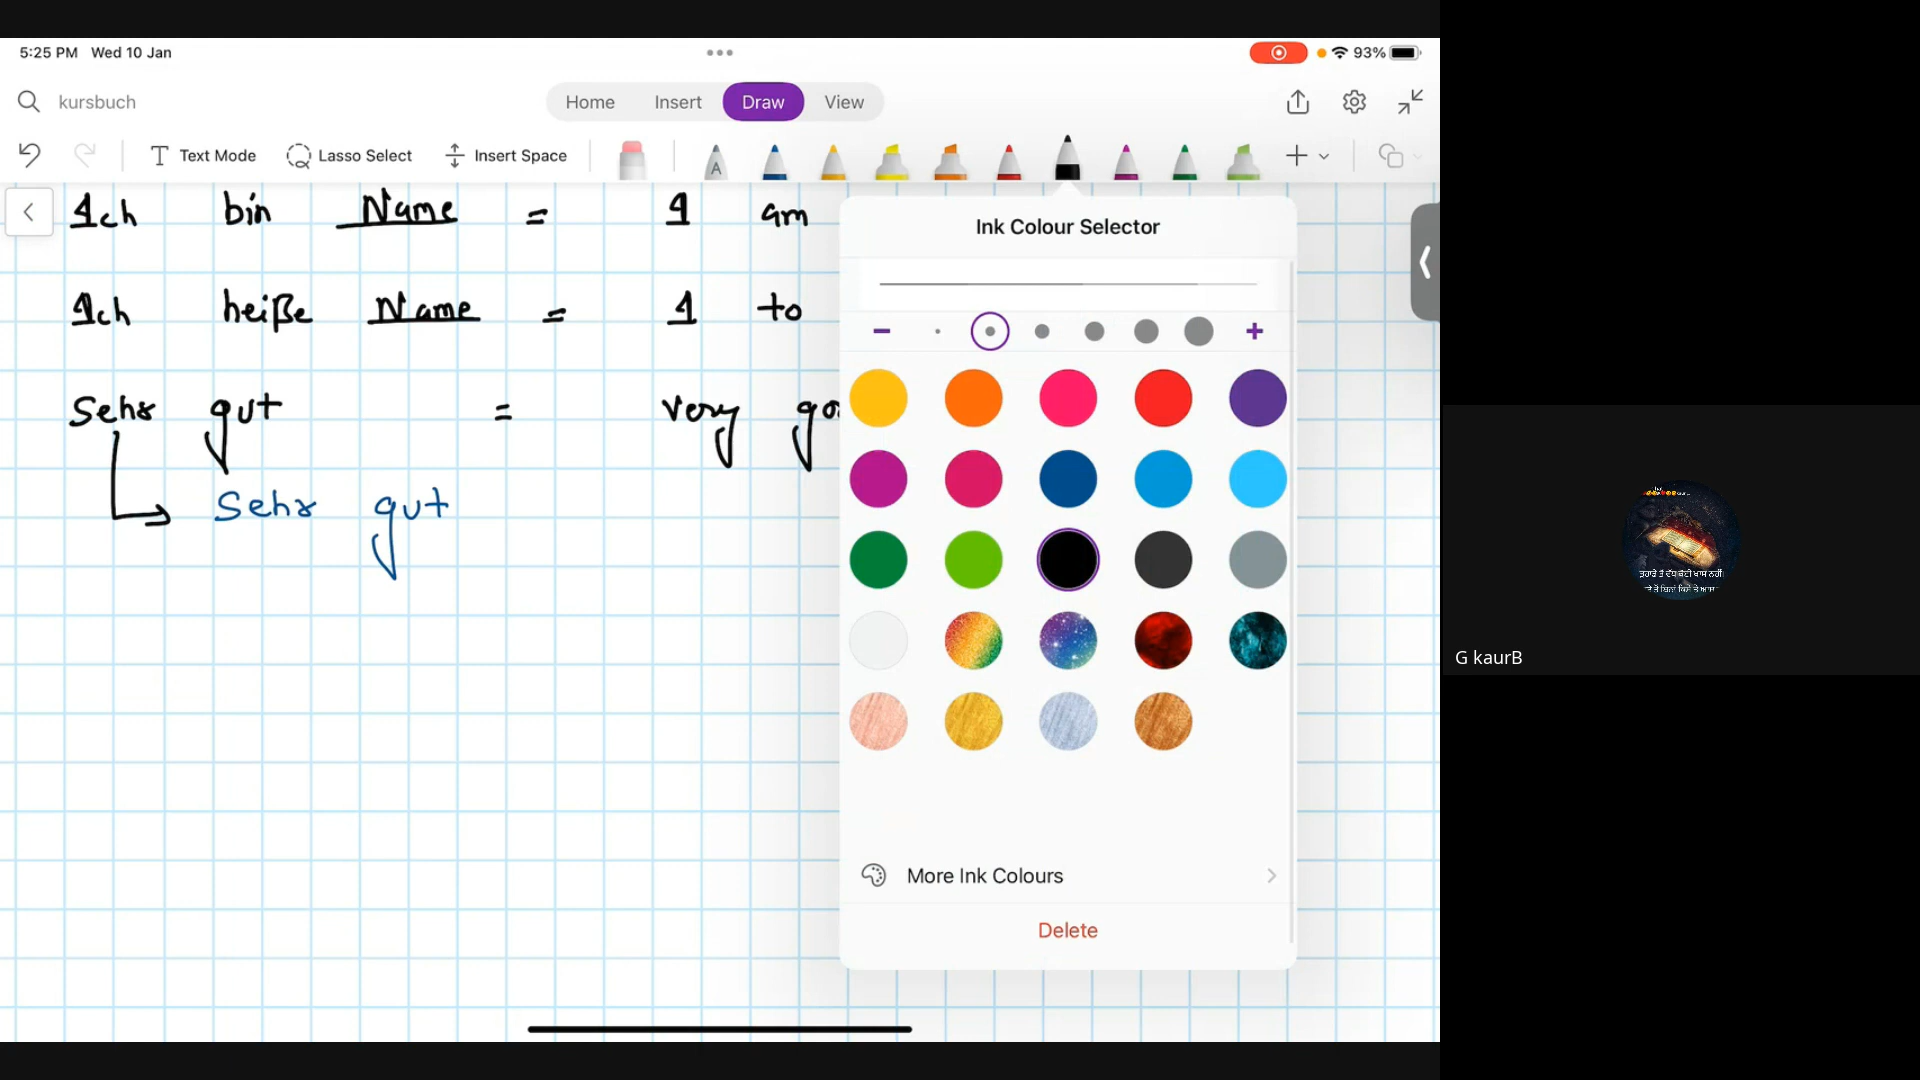 5:25 PM Wed 10 Jan
93%
kursbuch
Home Insert Draw View
Text Mode Lasso Select Insert Space
A
Ich bin Name = I am
Ink Colour Selector
Ich heiße Name = I to
Sehr gut = very
Sehr gut
More Ink Colours
Delete
G kaurB